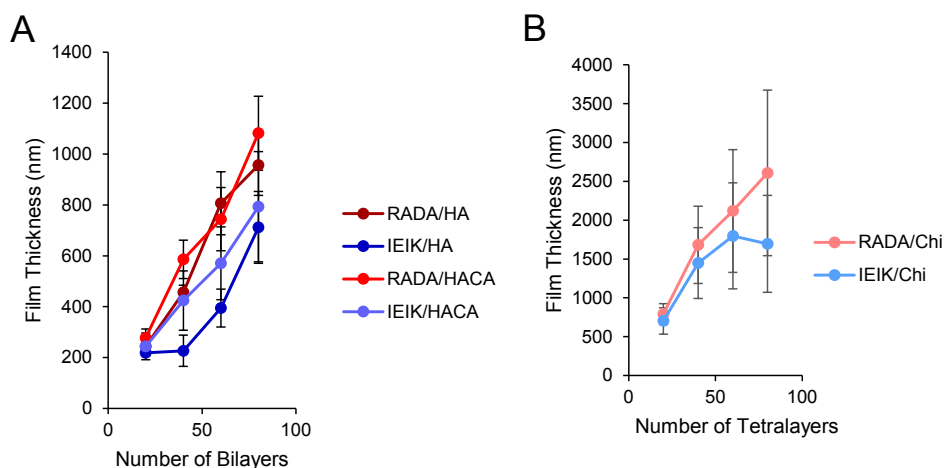 A
Film Thickness (nm)
1400
1200
1000
800
600
400
200
0
0
50
100
Number of Bilayers
RADA/HA
IEIK/HA
RADA/HACA
IEIK/HACA
B
Film Thickness (nm)
4000
3500
3000
2500
2000
1500
1000
500
0
0
50
100
Number of Tetralayers
RADA/Chi
IEIK/Chi